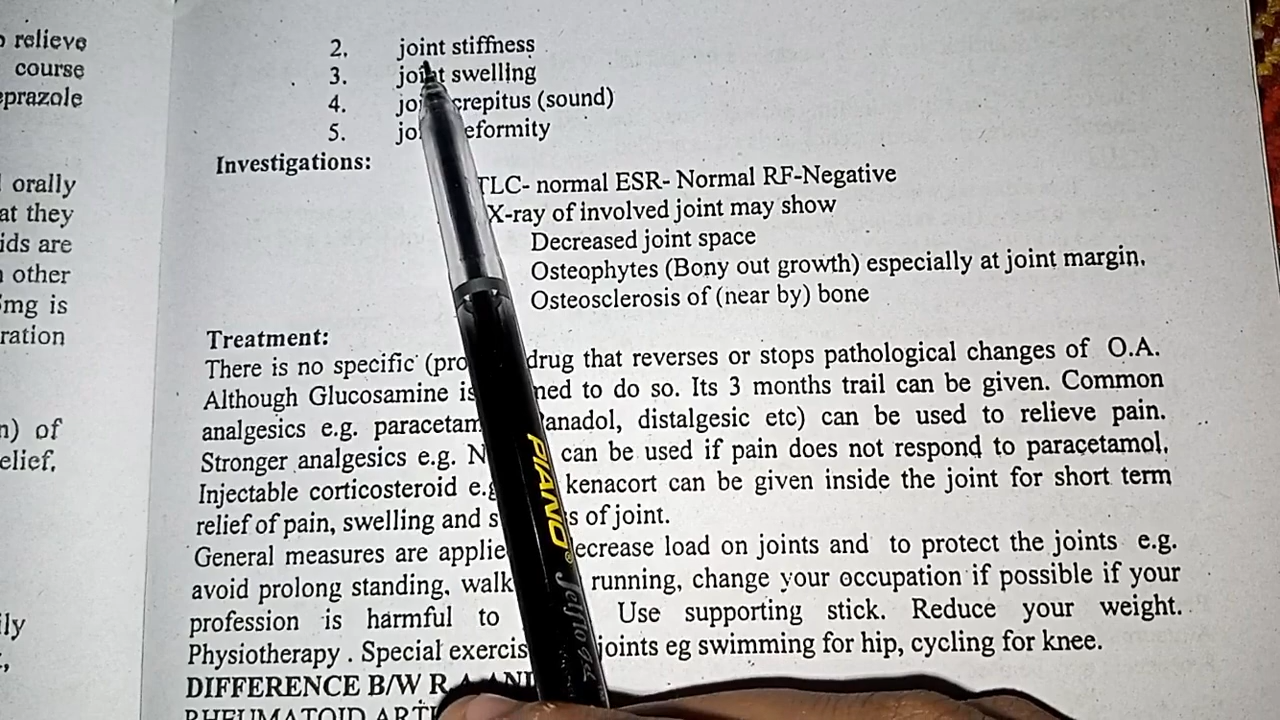 relieve
course
eprazole
orally
at they
ids are
other
mg is
ration
n) of
elief,
ly
2. joint stiffness
3. joint swelling
4. crepitus (sound)
5. eformity
Investigations:
TLC- normal ESR- Normal RF-Negative
X-ray of involved joint may show
Decreased joint space
Osteophytes (Bony out growth) especially at joint margin.
Osteosclerosis of (near by) bone
Treatment:
There is no specific (pro drug that reverses or stops pathological changes of O.A.
Although Glucosamine is ned to do so. Its 3 months trail can be given. Common
analgesics e.g. paracetam anadol, distalgesic etc) can be used to relieve pain.
Stronger analgesics e.g. N can be used if pain does not respond to paracetamol.
Injectable corticosteroid e.g kenacort can be given inside the joint for short term
relief of pain, swelling and s s of joint.
General measures are applie ecrease load on joints and to protect the joints e.g.
avoid prolong standing, walk running, change your occupation if possible if your
profession is harmful to Use supporting stick. Reduce your weight.
Physiotherapy . Special exercis joints eg swimming for hip, cycling for knee.
DIFFERENCE B/W R.A AND
RHEUMATOID ARTI
PIANO